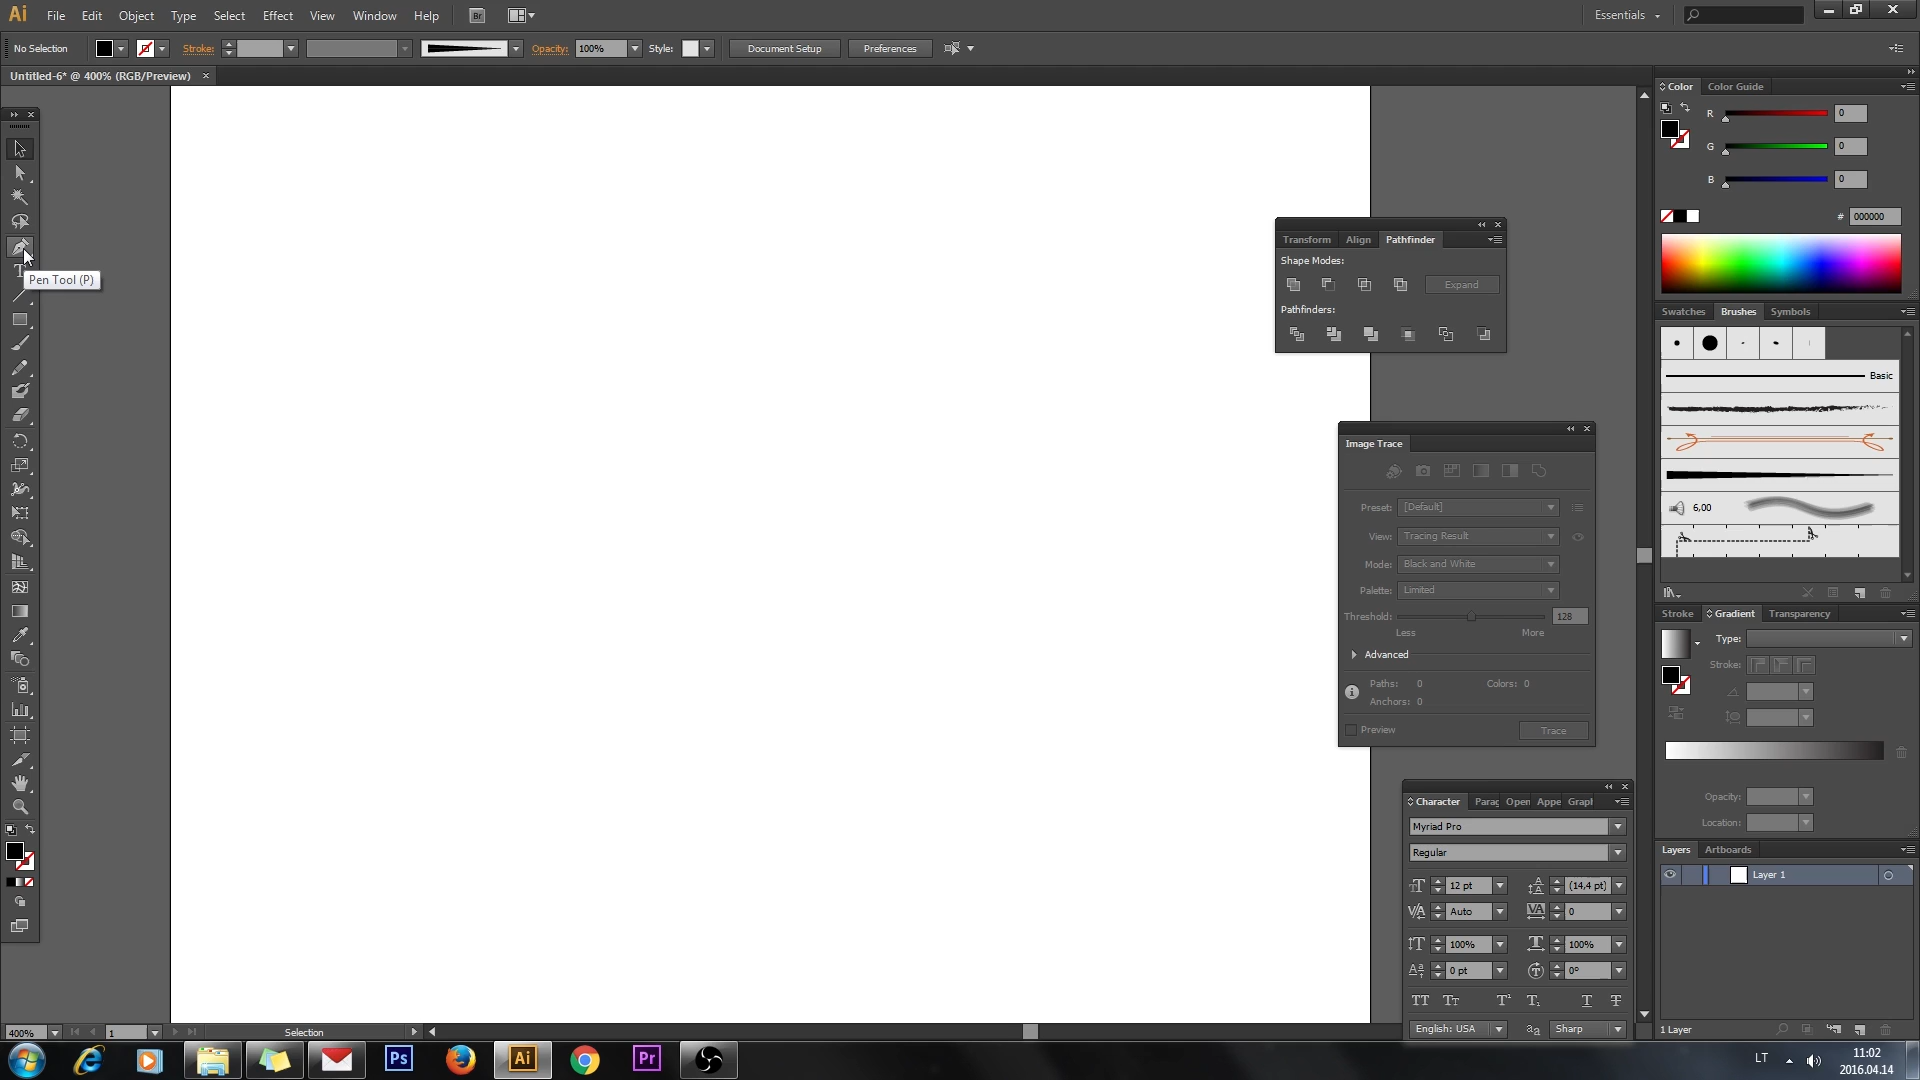 Ai File Edit Object Type Select Effect View Window Help Br Essentials
No Selection Stroke: Opacity: 100% Style: Document Setup Preferences
Untitled-6* @ 400% (RGB/Preview)
Color Color Guide
R 0
G 0
B 0
# 000000
Pen Tool (P)
T
Transform Align Pathfinder
Shape Modes:
Expand
Pathfinders:
Swatches Brushes Symbols
Basic
6,00
Image Trace
Preset: [Default]
View: Tracing Result
Mode: Black and White
Palette: Limited
Threshold: 128
Less More
Advanced
Paths: 0 Colors: 0
Anchors: 0
Preview Trace
Stroke Gradient Transparency
Type:
Stroke:
Opacity:
Location:
Character Parag Open Appe Graph
Myriad Pro
Regular
12 pt (14,4 pt)
Auto 0
100% 100%
0 pt 0°
English: USA Sharp
Layers Artboards
Layer 1
1 Layer
400% 1 Selection
Ps Ai Pr
LT 11:02
2016.04.14